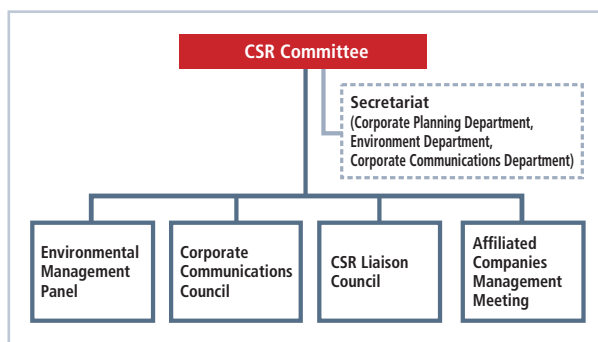 CSR Committee
Secretariat
(Corporate Planning Department,
Environment Department,
Corporate Communications Department)
Environmental
Management
Panel
Corporate
Communications
Council
CSR Liaison
Council
Affiliated
Companies
Management
Meeting